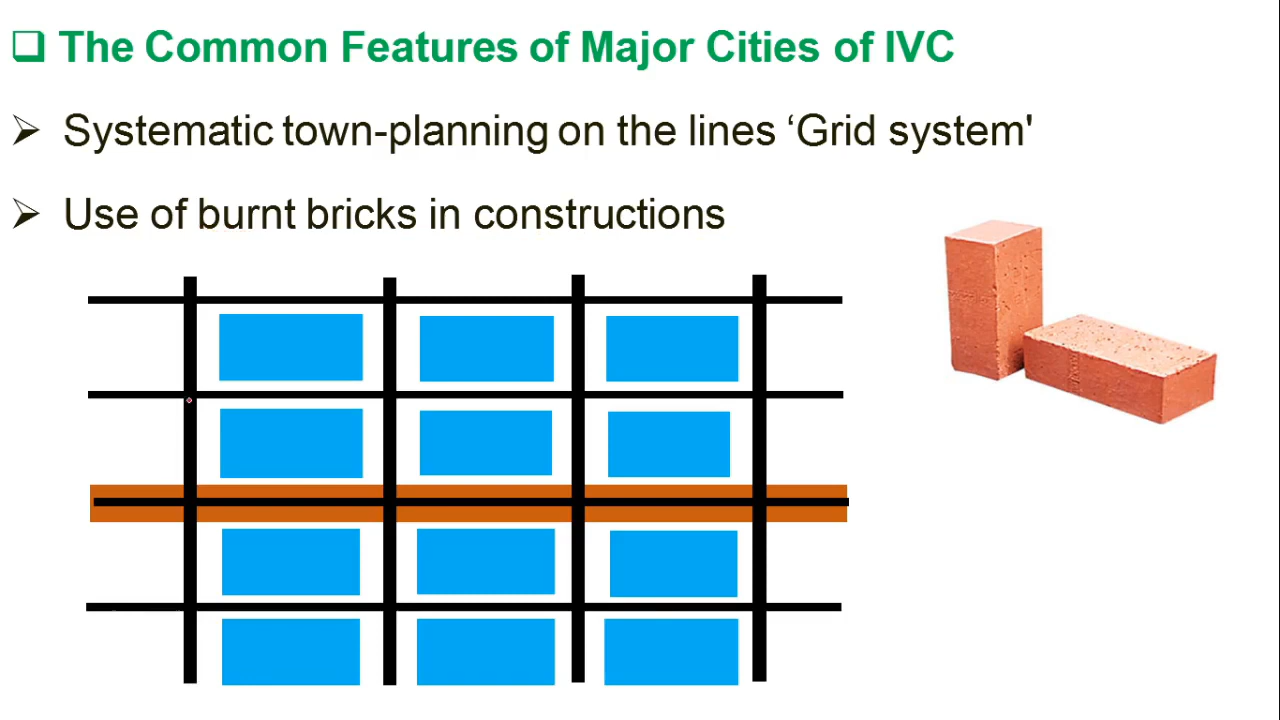 The Common Features of Major Cities of IVC
Systematic town-planning on the lines ‘Grid system'
Use of burnt bricks in constructions